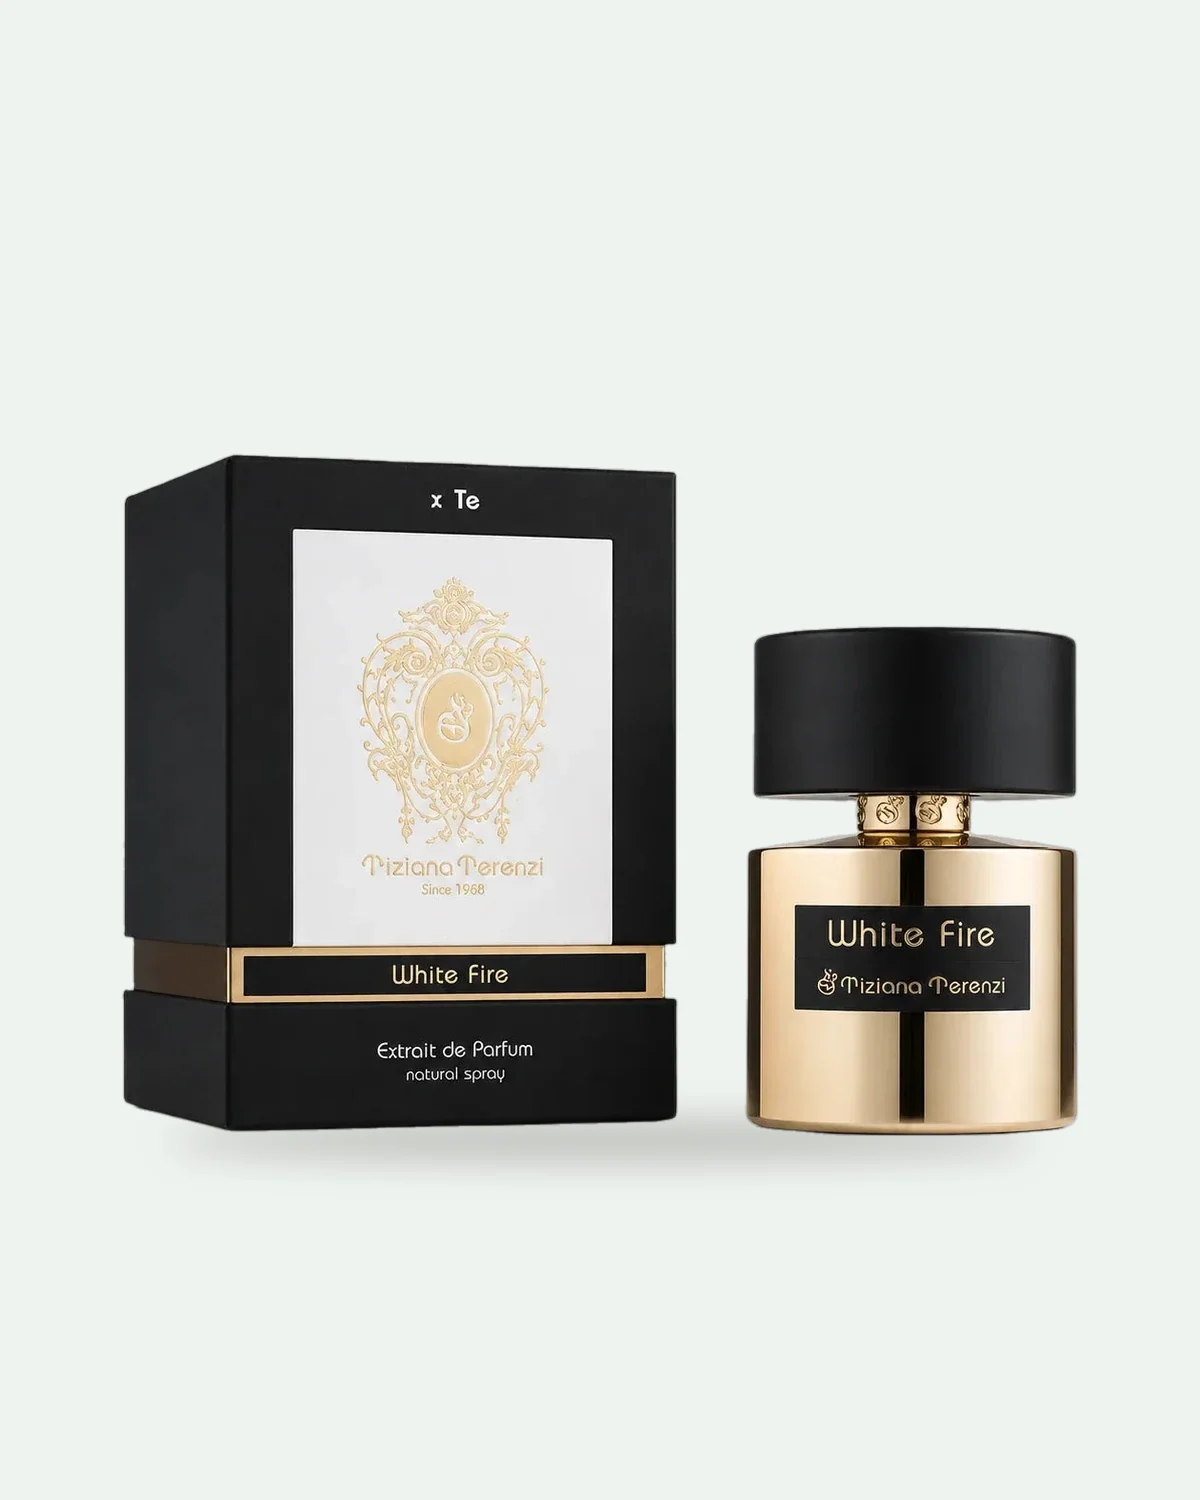 x Te
Tiziana Terenzi
Since 1968
White Fire
Extrait de Parfum
natural spray
White Fire
Tiziana Terenzi